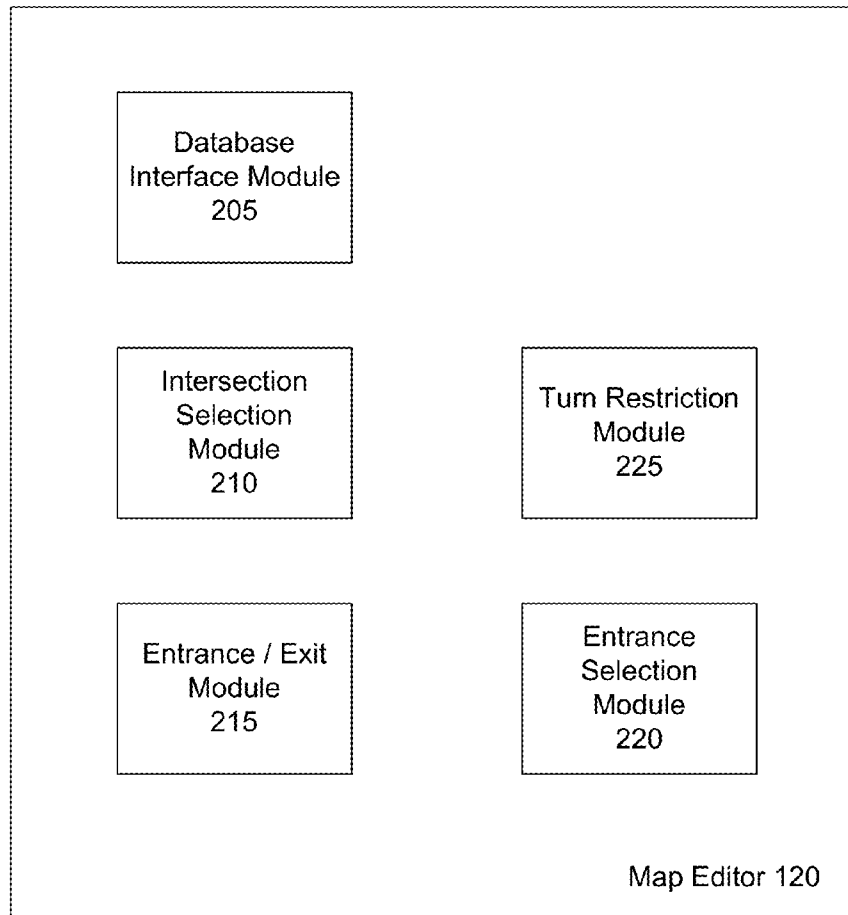 Database
Interface Module
205
Intersection
Selection
Module
210
Turn Restriction
Module
225
Entrance / Exit
Module
215
Entrance
Selection
Module
220
Map Editor 120